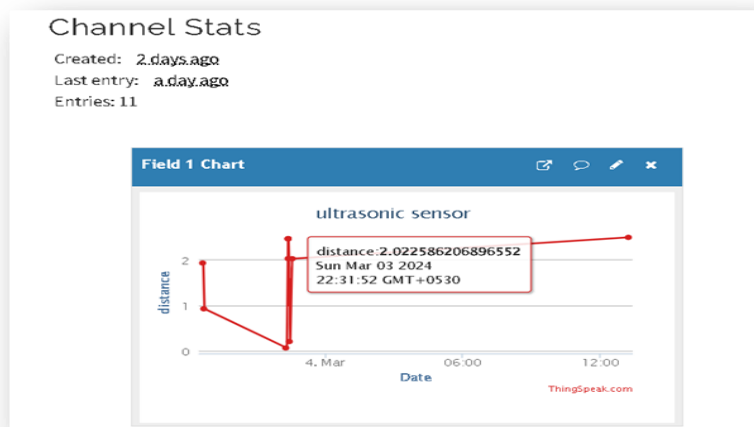 Channel Stats
Created: 2 days ago
Last entry: a day ago
Entries: 11
Field 1 Chart
ultrasonic sensor
distance:2.022586206896552
Sun Mar 03 2024
22:31:52 GMT+0530
distance
2
1
0
4. Mar
06:00
12:00
Date
ThingSpeak.com